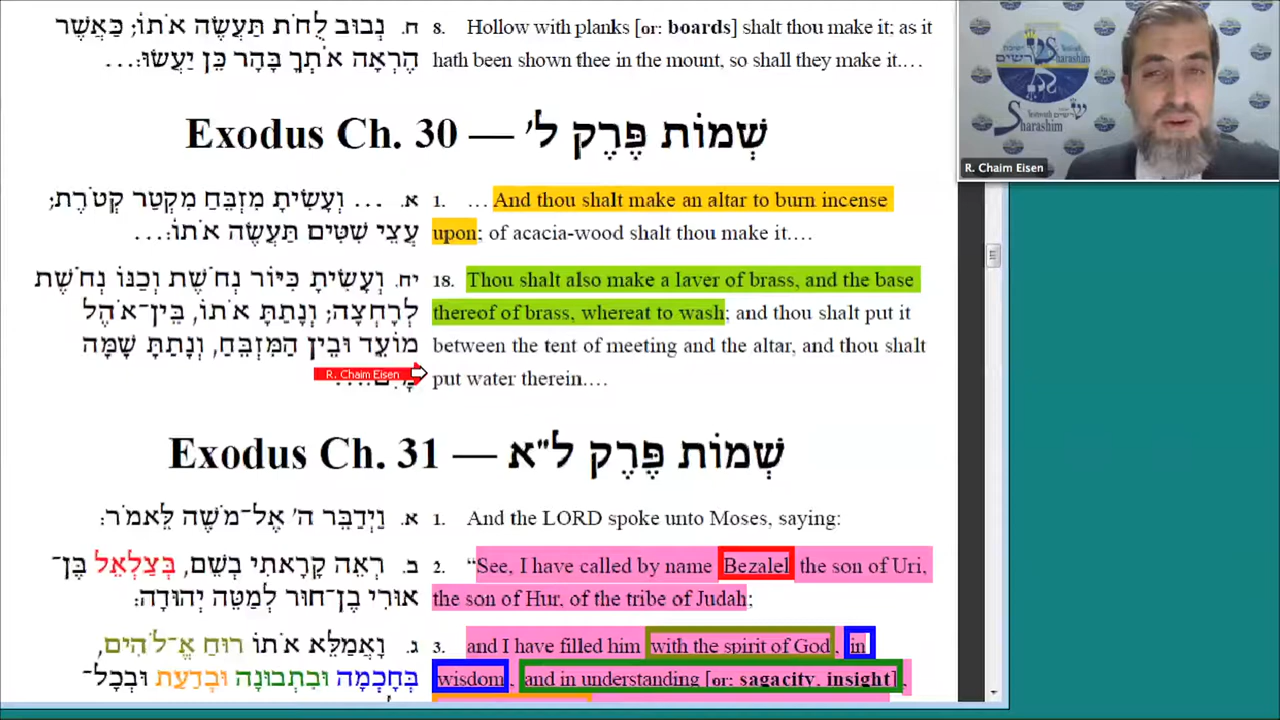 ח. נְבוּב לֻחֹת תַּעֲשֶׂה אֹתוֹ; כַּאֲשֶׁר
הֶרְאָה אֹתְךָ בָּהָר כֵּן יַעֲשׂוּ:…
8. Hollow with planks [or: boards] shalt thou make it; as it
hath been shown thee in the mount, so shall they make it.…
Exodus Ch. 30 — שְׁמוֹת פֶּרֶק ל׳
א. … וְעָשִׂיתָ מִזְבֵּחַ מִקְטַר קְטֹרֶת;
עֲצֵי שִׁטִּים תַּעֲשֶׂה אֹתוֹ:…
1. … And thou shalt make an altar to burn incense
upon; of acacia-wood shalt thou make it.…
יח. וְעָשִׂיתָ כִּיּוֹר נְחֹשֶׁת וְכַנּוֹ נְחֹשֶׁת
לְרָחְצָה; וְנָתַתָּ אֹתוֹ, בֵּין־אֹהֶל
מוֹעֵד וּבֵין הַמִּזְבֵּחַ, וְנָתַתָּ שָׁמָּה
18. Thou shalt also make a laver of brass, and the base
thereof of brass, whereat to wash; and thou shalt put it
between the tent of meeting and the altar, and thou shalt
put water therein.…
R. Chaim Eisen
Exodus Ch. 31 — שְׁמוֹת פֶּרֶק ל״א
א. וַיְדַבֵּר ה׳ אֶל־מֹשֶׁה לֵּאמֹר:
1. And the LORD spoke unto Moses, saying:
ב. רְאֵה קָרָאתִי בְשֵׁם, בְּצַלְאֵל בֶּן־
אוּרִי בֶן־חוּר לְמַטֵּה יְהוּדָה:
2. “See, I have called by name Bezalel the son of Uri,
the son of Hur, of the tribe of Judah;
ג. וָאֲמַלֵּא אֹתוֹ רוּחַ אֱ־לֹהִים,
בְּחָכְמָה וּבִתְבוּנָה וּבְדַעַת וּבְכָל־
3. and I have filled him with the spirit of God, in
wisdom, and in understanding [or: sagacity, insight],
Sharashim
R. Chaim Eisen